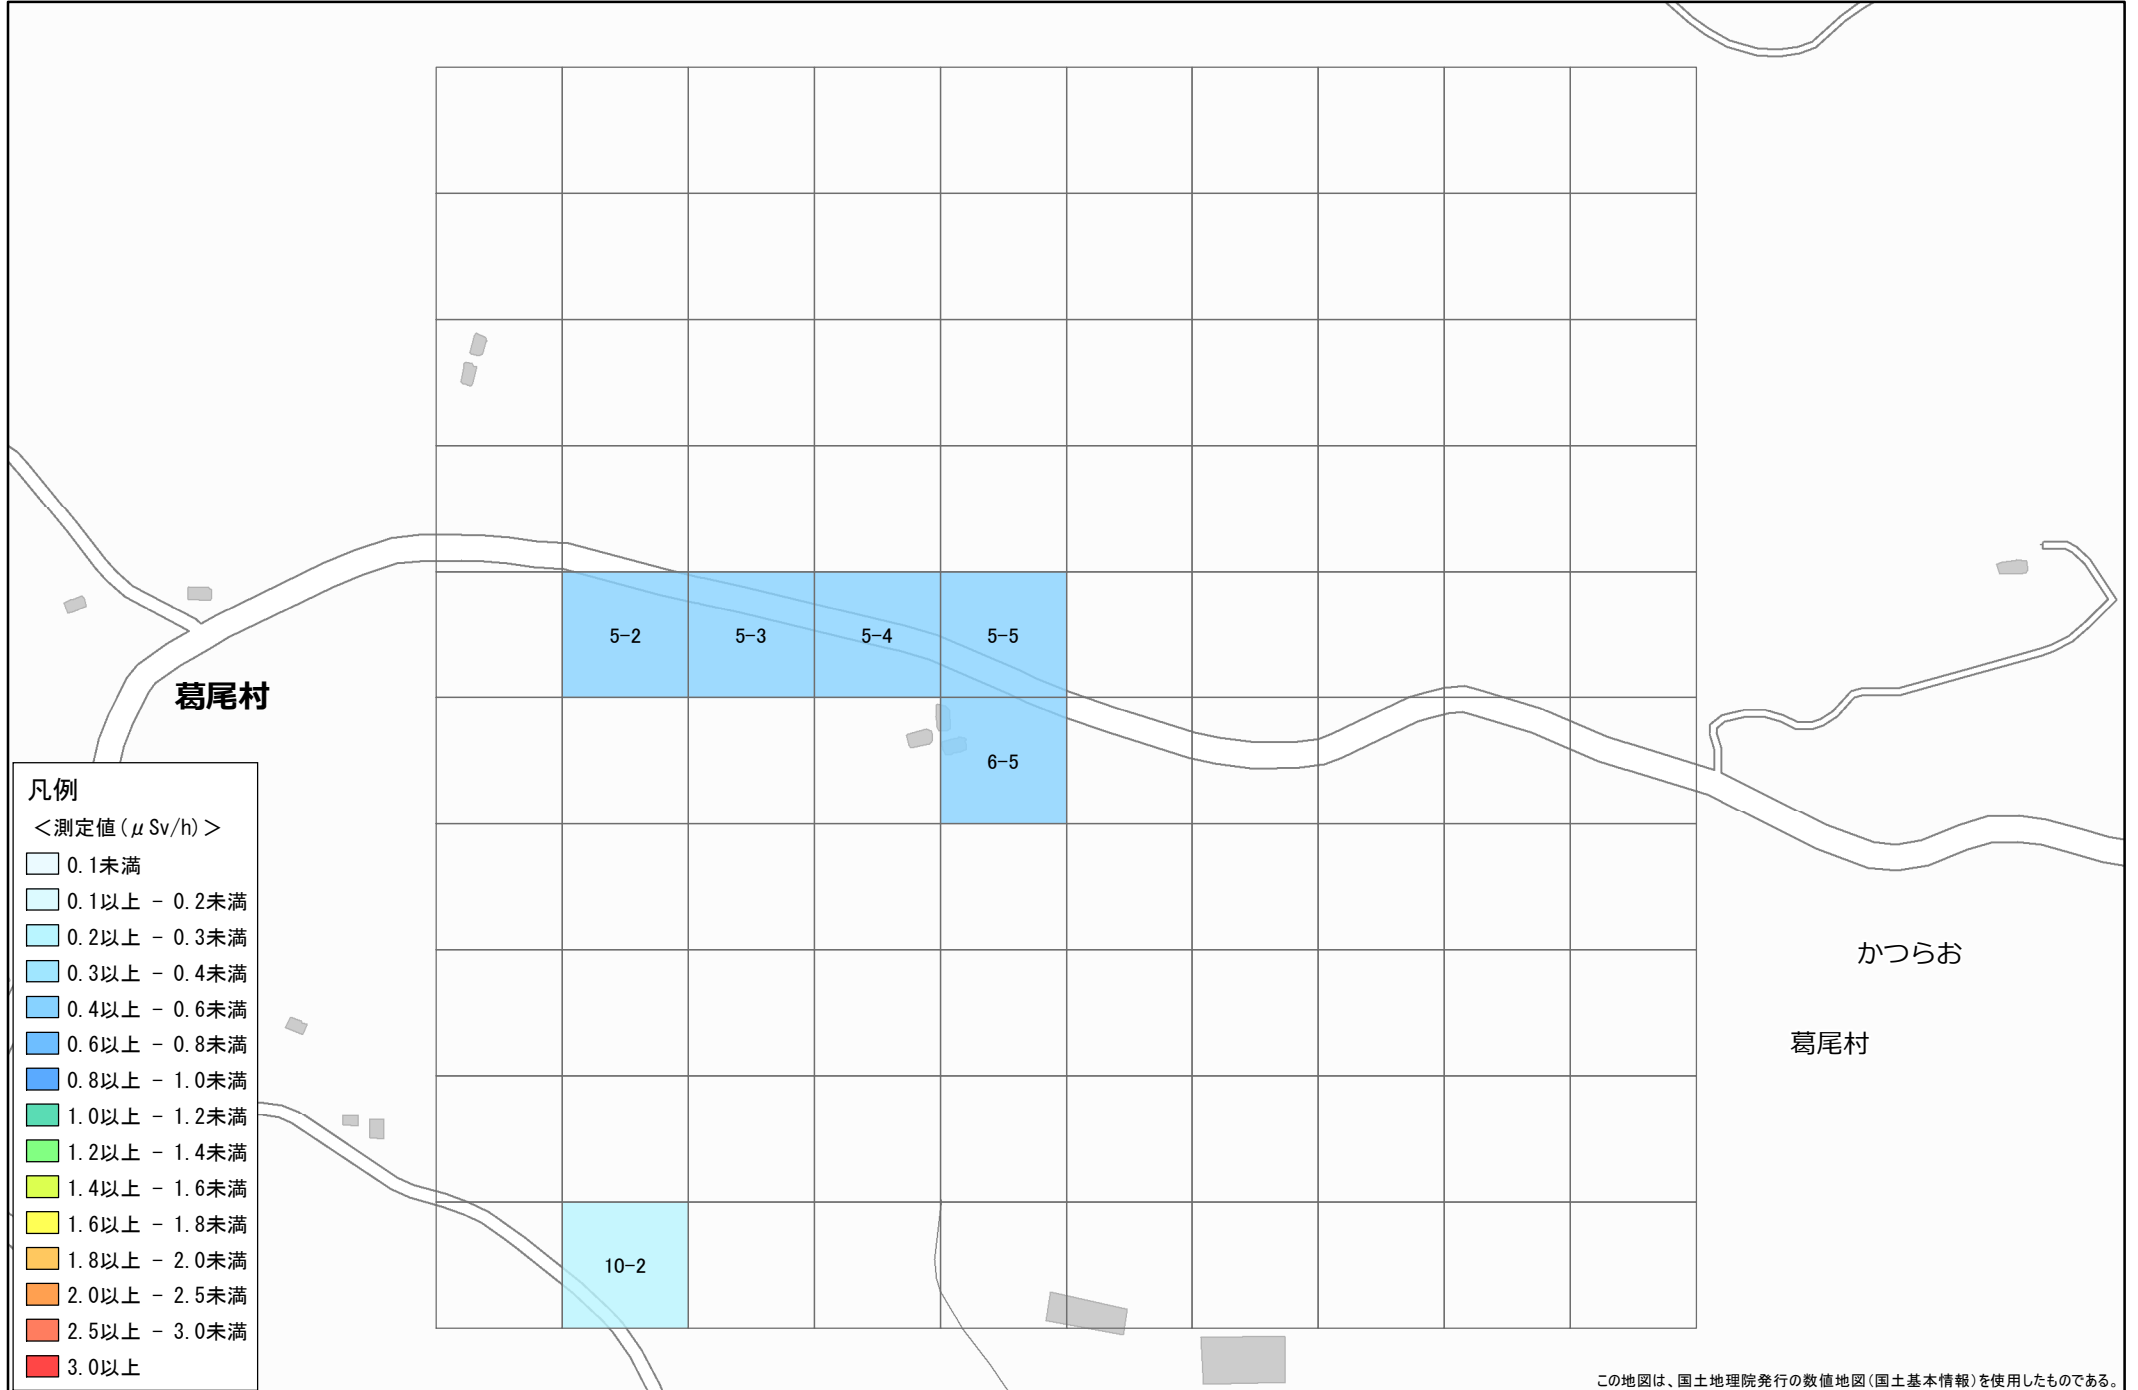 5-2
5-3
5-4
5-5
葛尾村
6-5
凡例
＜測定値(μSv/h)＞
0.1未満
0.1以上 - 0.2未満
0.2以上 - 0.3未満
0.3以上 - 0.4未満
0.4以上 - 0.6未満
0.6以上 - 0.8未満
0.8以上 - 1.0未満
1.0以上 - 1.2未満
1.2以上 - 1.4未満
1.4以上 - 1.6未満
1.6以上 - 1.8未満
1.8以上 - 2.0未満
2.0以上 - 2.5未満
2.5以上 - 3.0未満
3.0以上
かつらお
葛尾村
10-2
この地図は、国土地理院発行の数値地図(国土基本情報)を使用したものである。